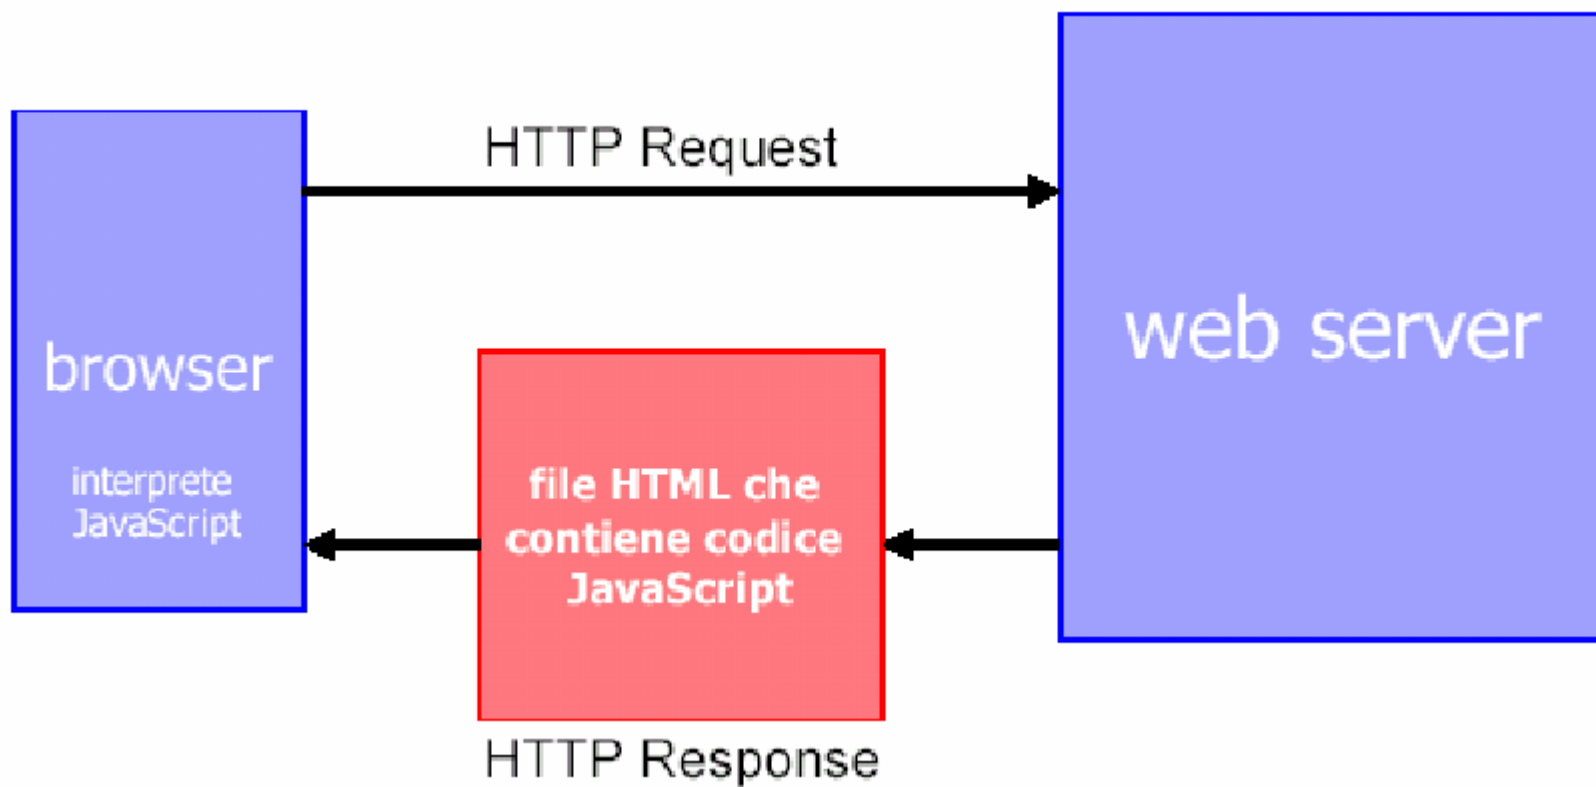 HTTP Request
web server
browser
interprete
JavaScript
file HTML che
contiene codice
JavaScript
HTTP Response